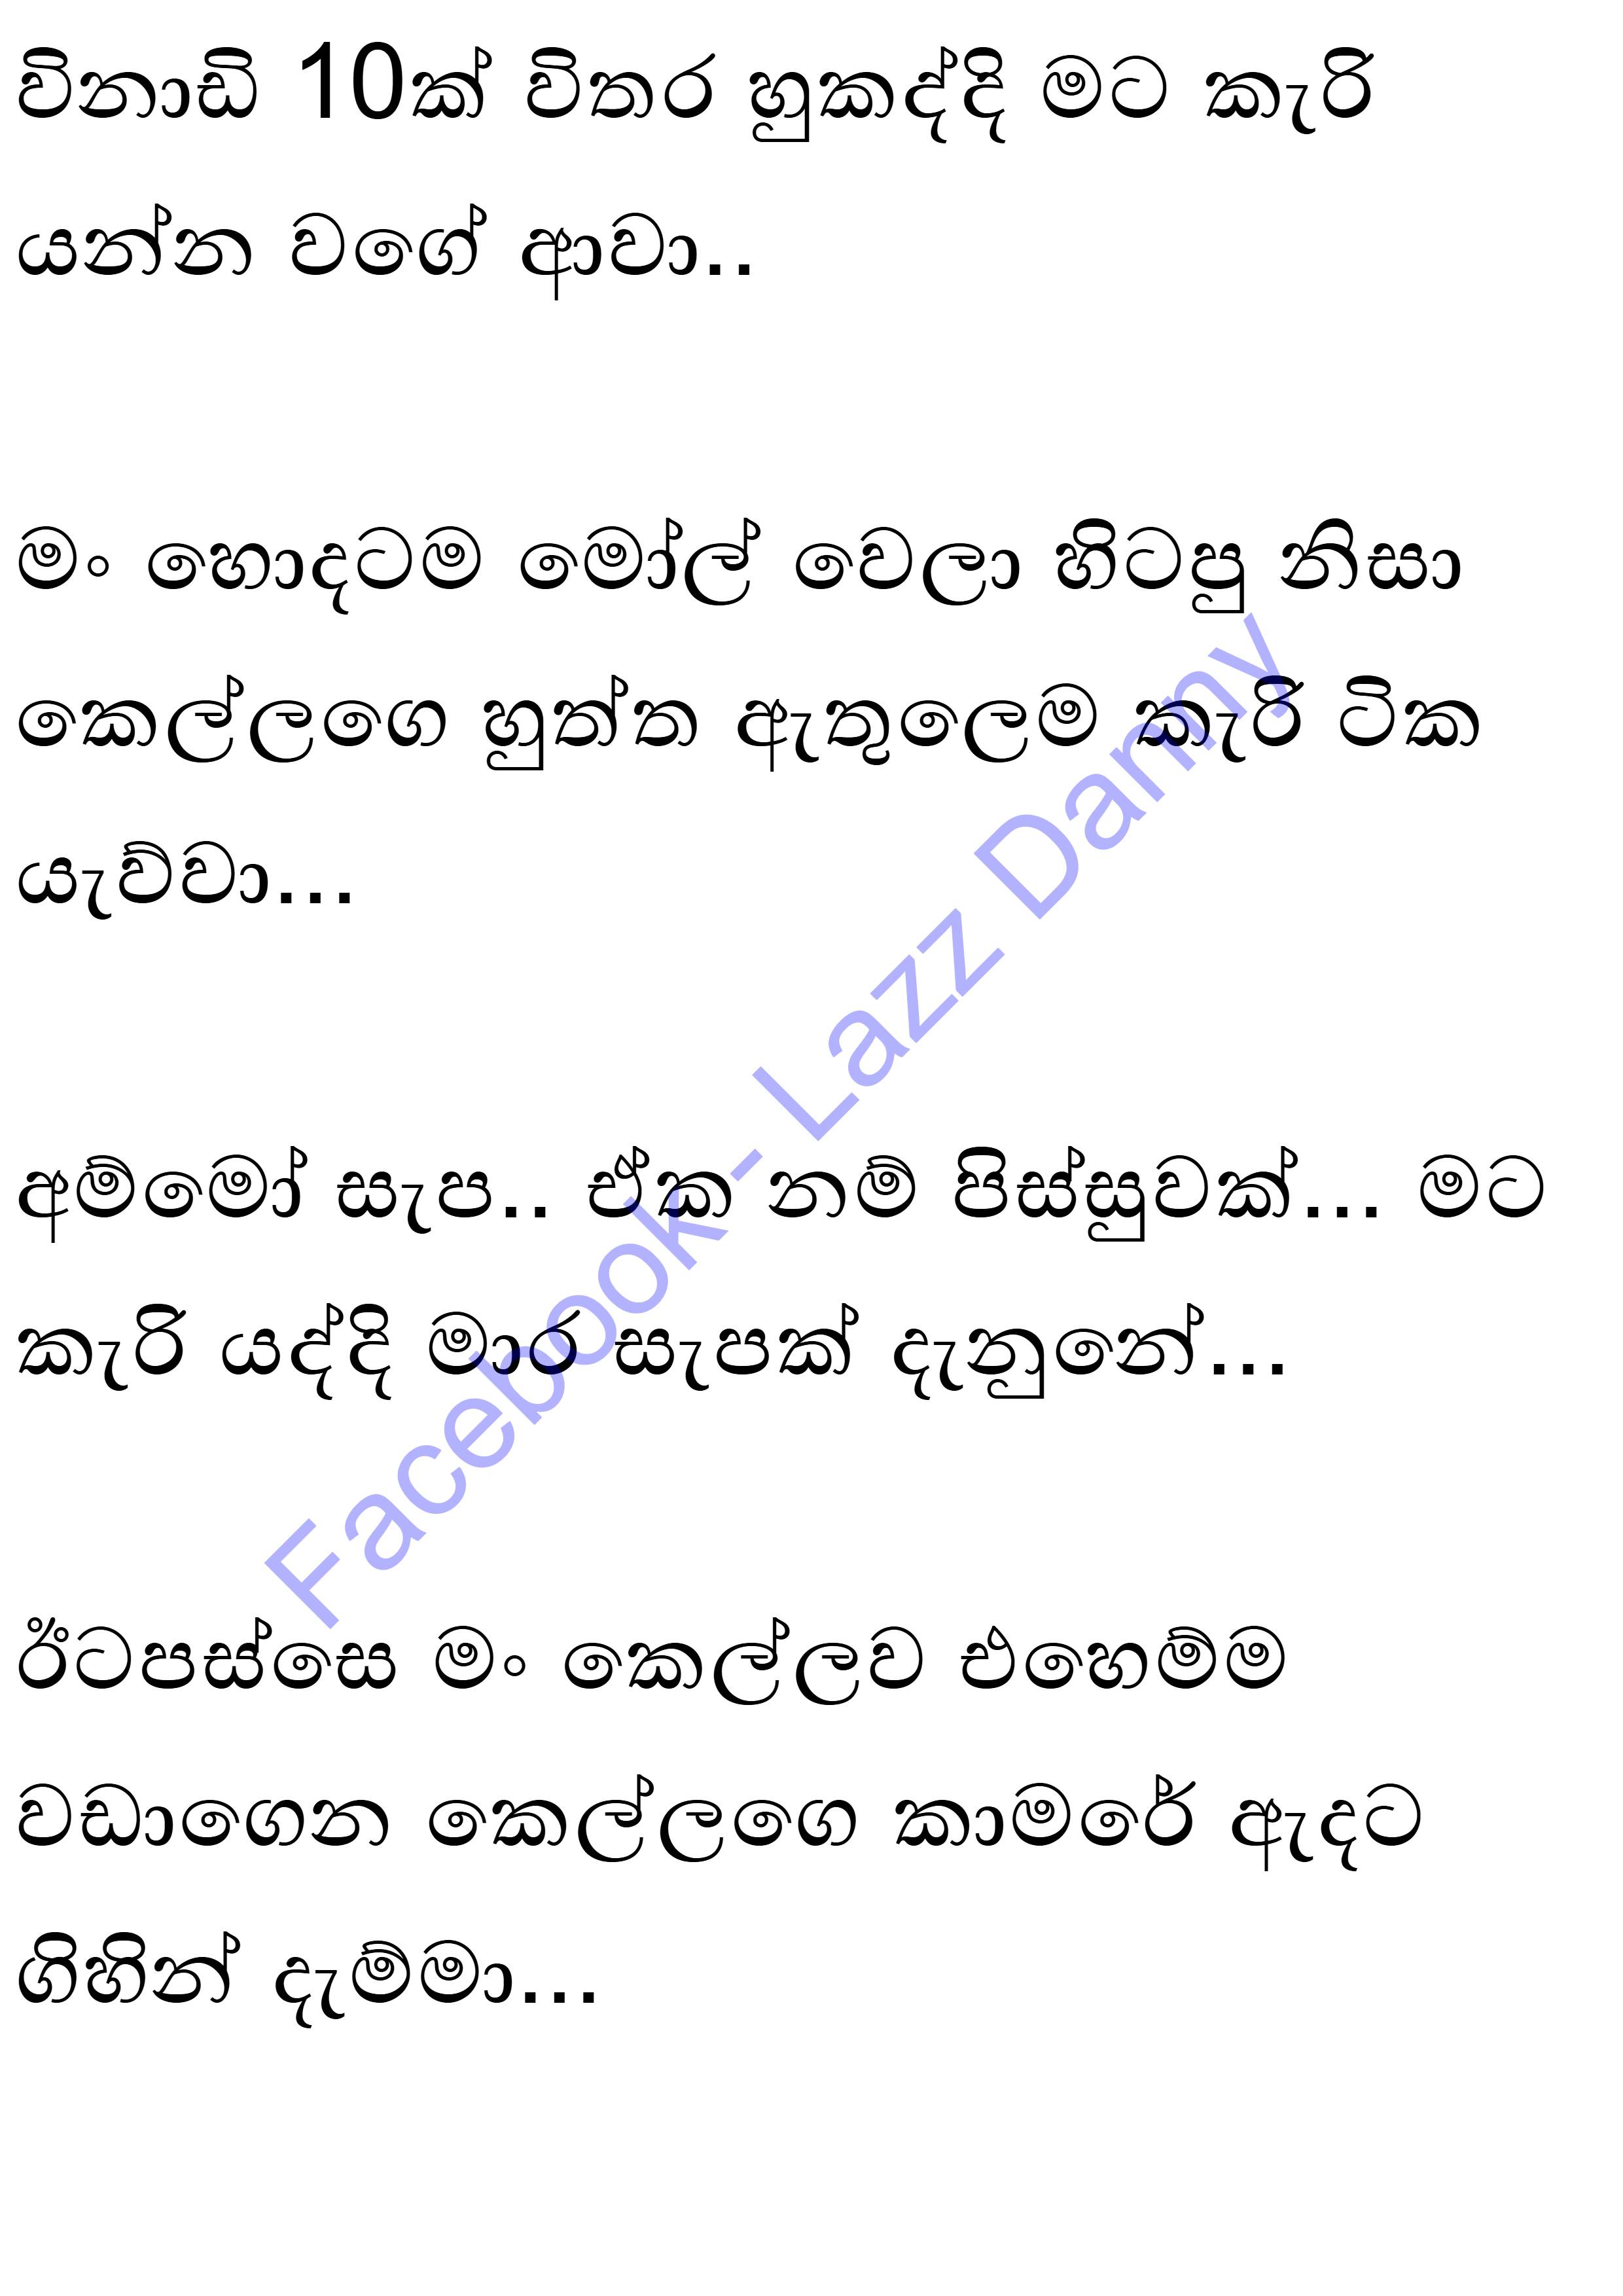 විනාඩි 10ක් විතර හුකද්දි මට කැරි
යන්න වගේ ආවා..
මං හොදටම මෝල් වෙලා හිටපු නිසා
කෙල්ලගෙ හුත්ත ඇතුලෙම කැරි ටික
යැව්වා...
අම්මෝ සැප.. ඒක නම් පිස්සුවක්... මට
කැරි යද්දි මාර සැපක් දැනුනේ...
ඊටපස්සෙ මං කෙල්ලව එහෙම්ම
වඩාගෙන කෙල්ලගෙ කාමරේ ඇදට
ගිහින් දැම්මා...
Facebook- Lazz Danny